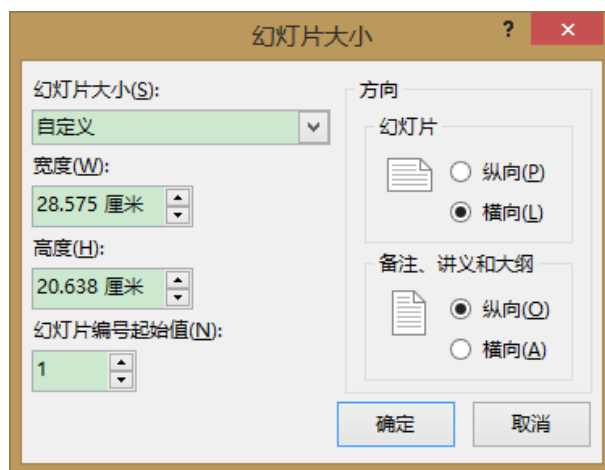 幻灯片大小
? ×
幻灯片大小(S):
自定义
宽度(W):
28.575 厘米
高度(H):
20.638 厘米
幻灯片编号起始值(N):
1
方向
幻灯片
纵向(P)
横向(L)
备注、讲义和大纲
纵向(O)
横向(A)
确定
取消